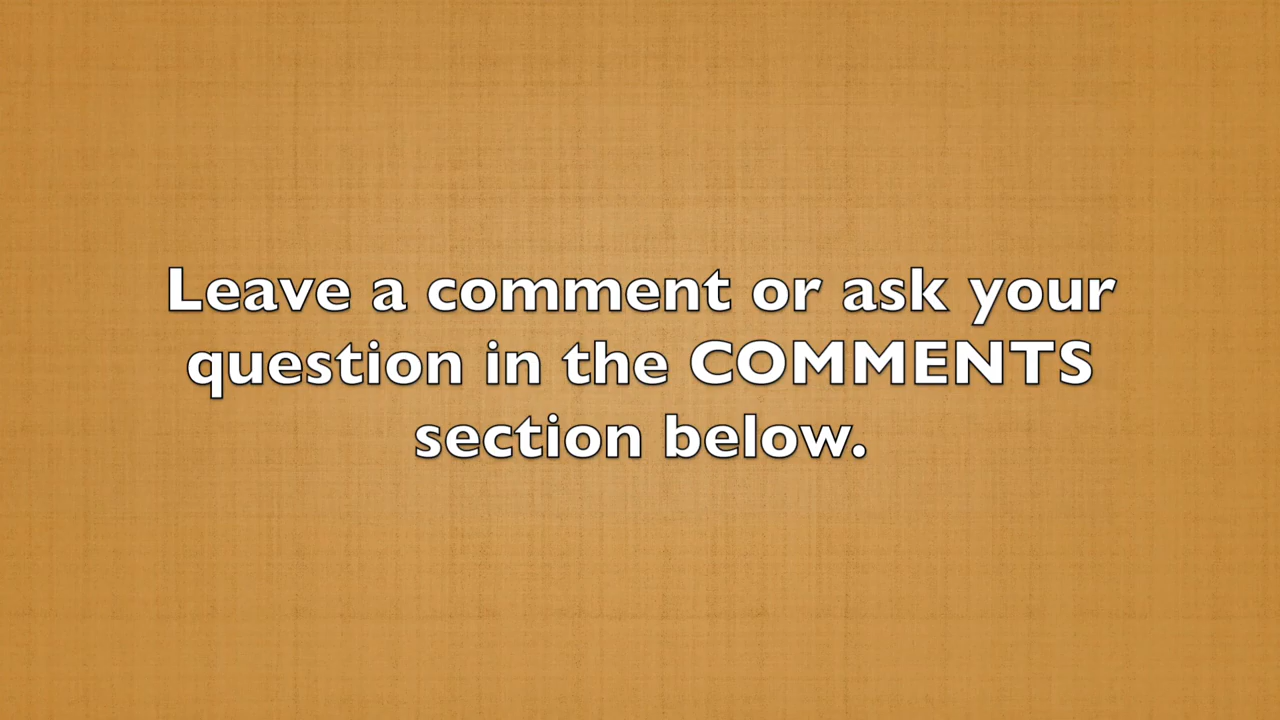 Leave a comment or ask your
question in the COMMENTS
section below.